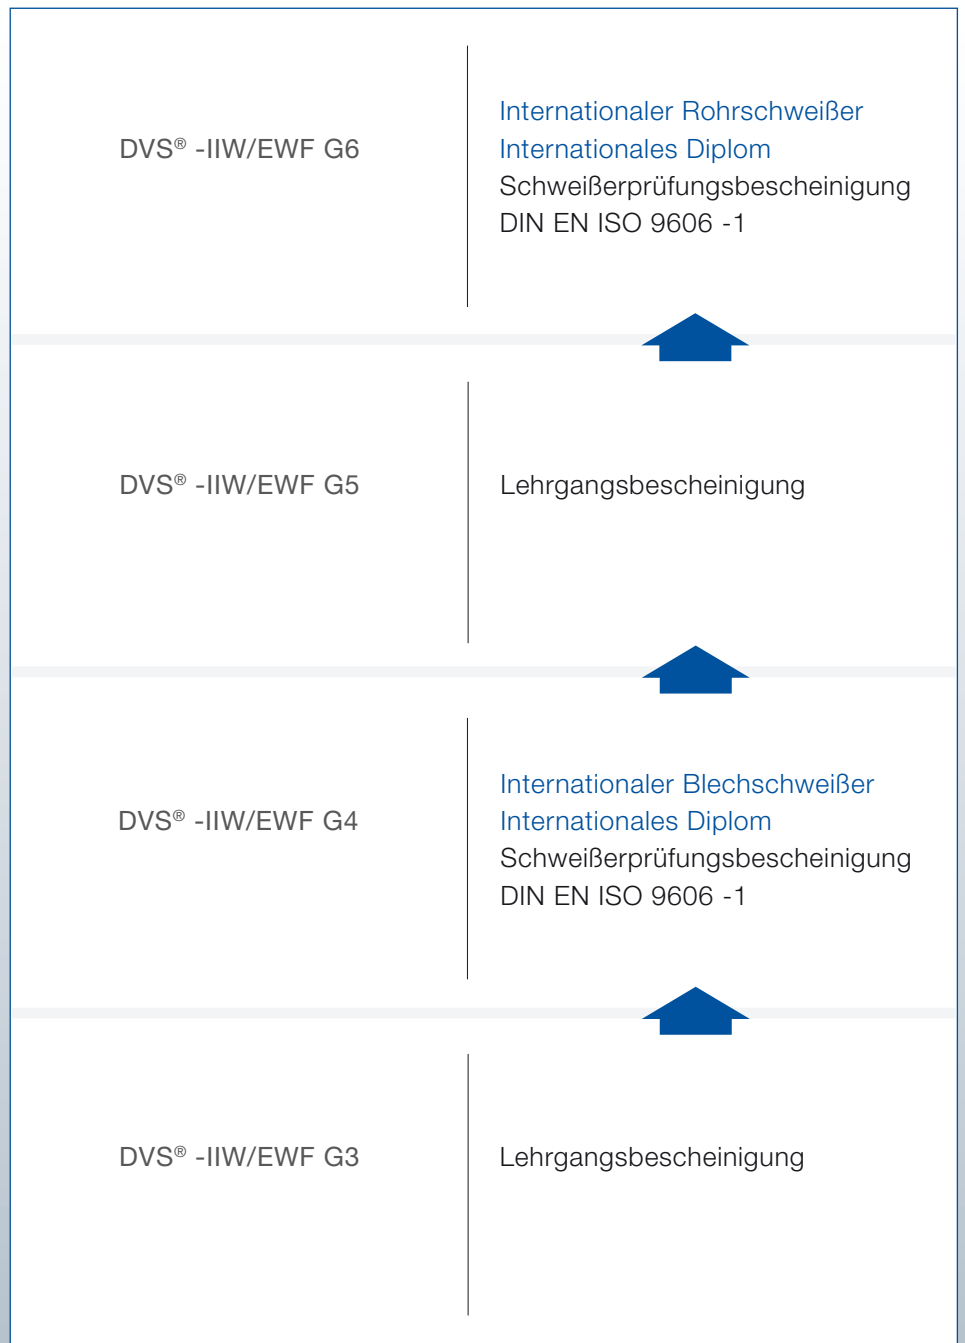 DVS® -IIW/EWF G6
Internationaler Rohrschweißer
Internationales Diplom
Schweißerprüfungsbescheinigung
DIN EN ISO 9606 -1
DVS® -IIW/EWF G5
Lehrgangsbescheinigung
DVS® -IIW/EWF G4
Internationaler Blechschweißer
Internationales Diplom
Schweißerprüfungsbescheinigung
DIN EN ISO 9606 -1
DVS® -IIW/EWF G3
Lehrgangsbescheinigung